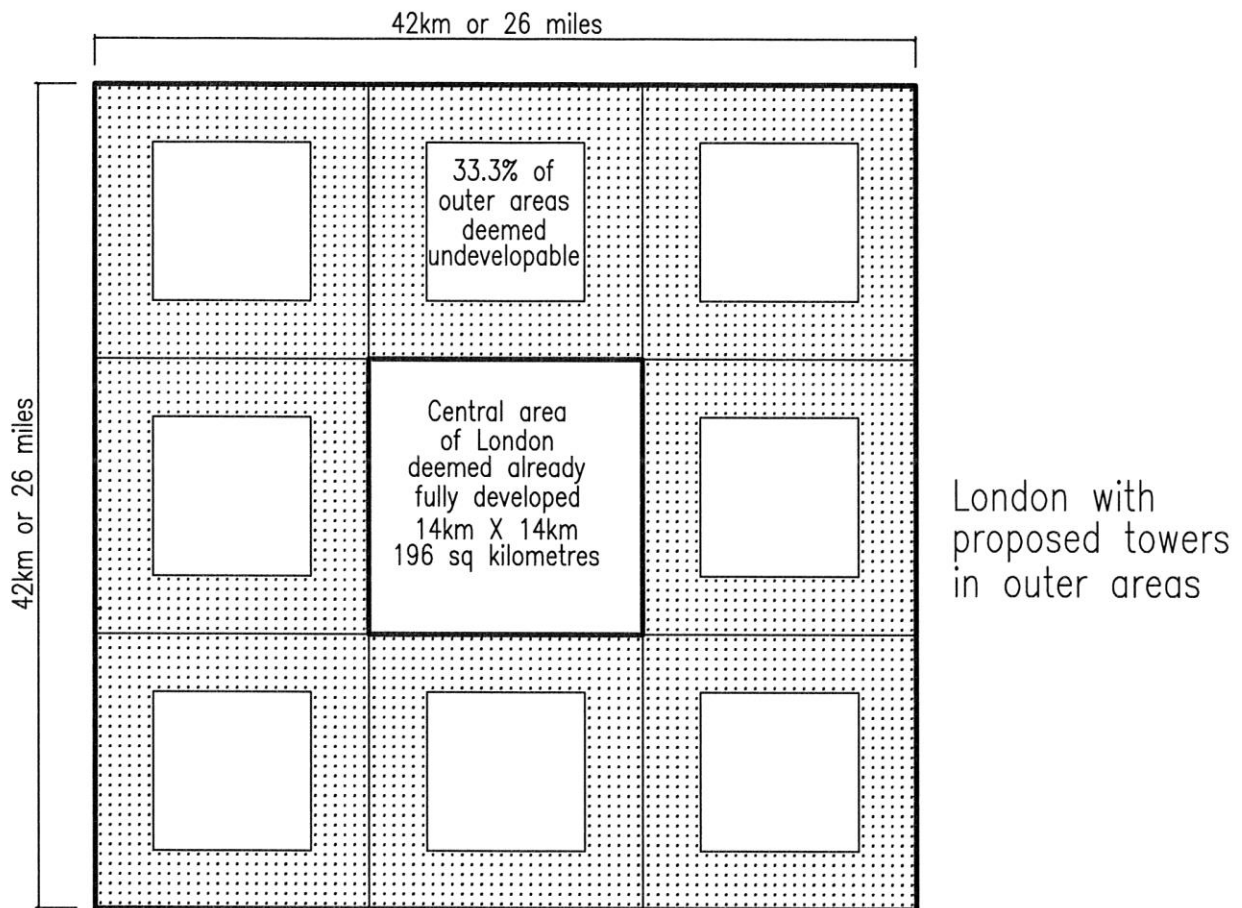 42km or 26 miles
33.3% of
outer areas
deemed
undevelopable
42km or 26 miles
Central area
of London
deemed already
fully developed
14km X 14km
196 sq kilometres
London with
proposed towers
in outer areas